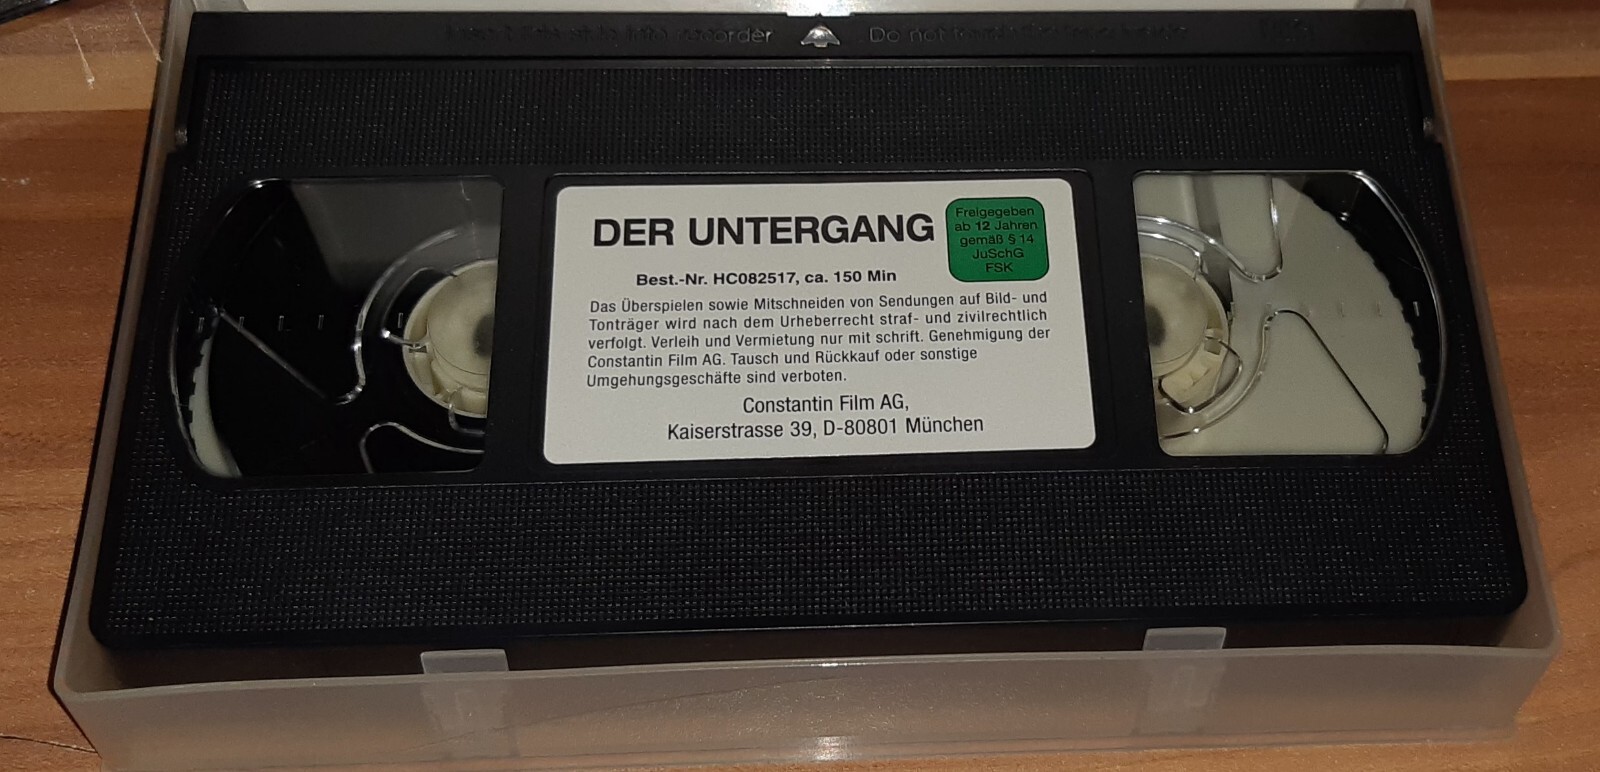 recorder
Do not
DER UNTERGANG
Freigegeben
ab 12 Jahren
gemäß § 14
JuSchG
FSK
Best.-Nr. HC082517, ca. 150 Min
Das Überspielen sowie Mitschneiden von Sendungen auf Bild- und
Tonträger wird nach dem Urheberrecht straf- und zivilrechtlich
verfolgt. Verleih und Vermietung nur mit schrift. Genehmigung der
Constantin Film AG. Tausch und Rückkauf oder sonstige
Umgehungsgeschäfte sind verboten.
Constantin Film AG,
Kaiserstrasse 39, D-80801 München